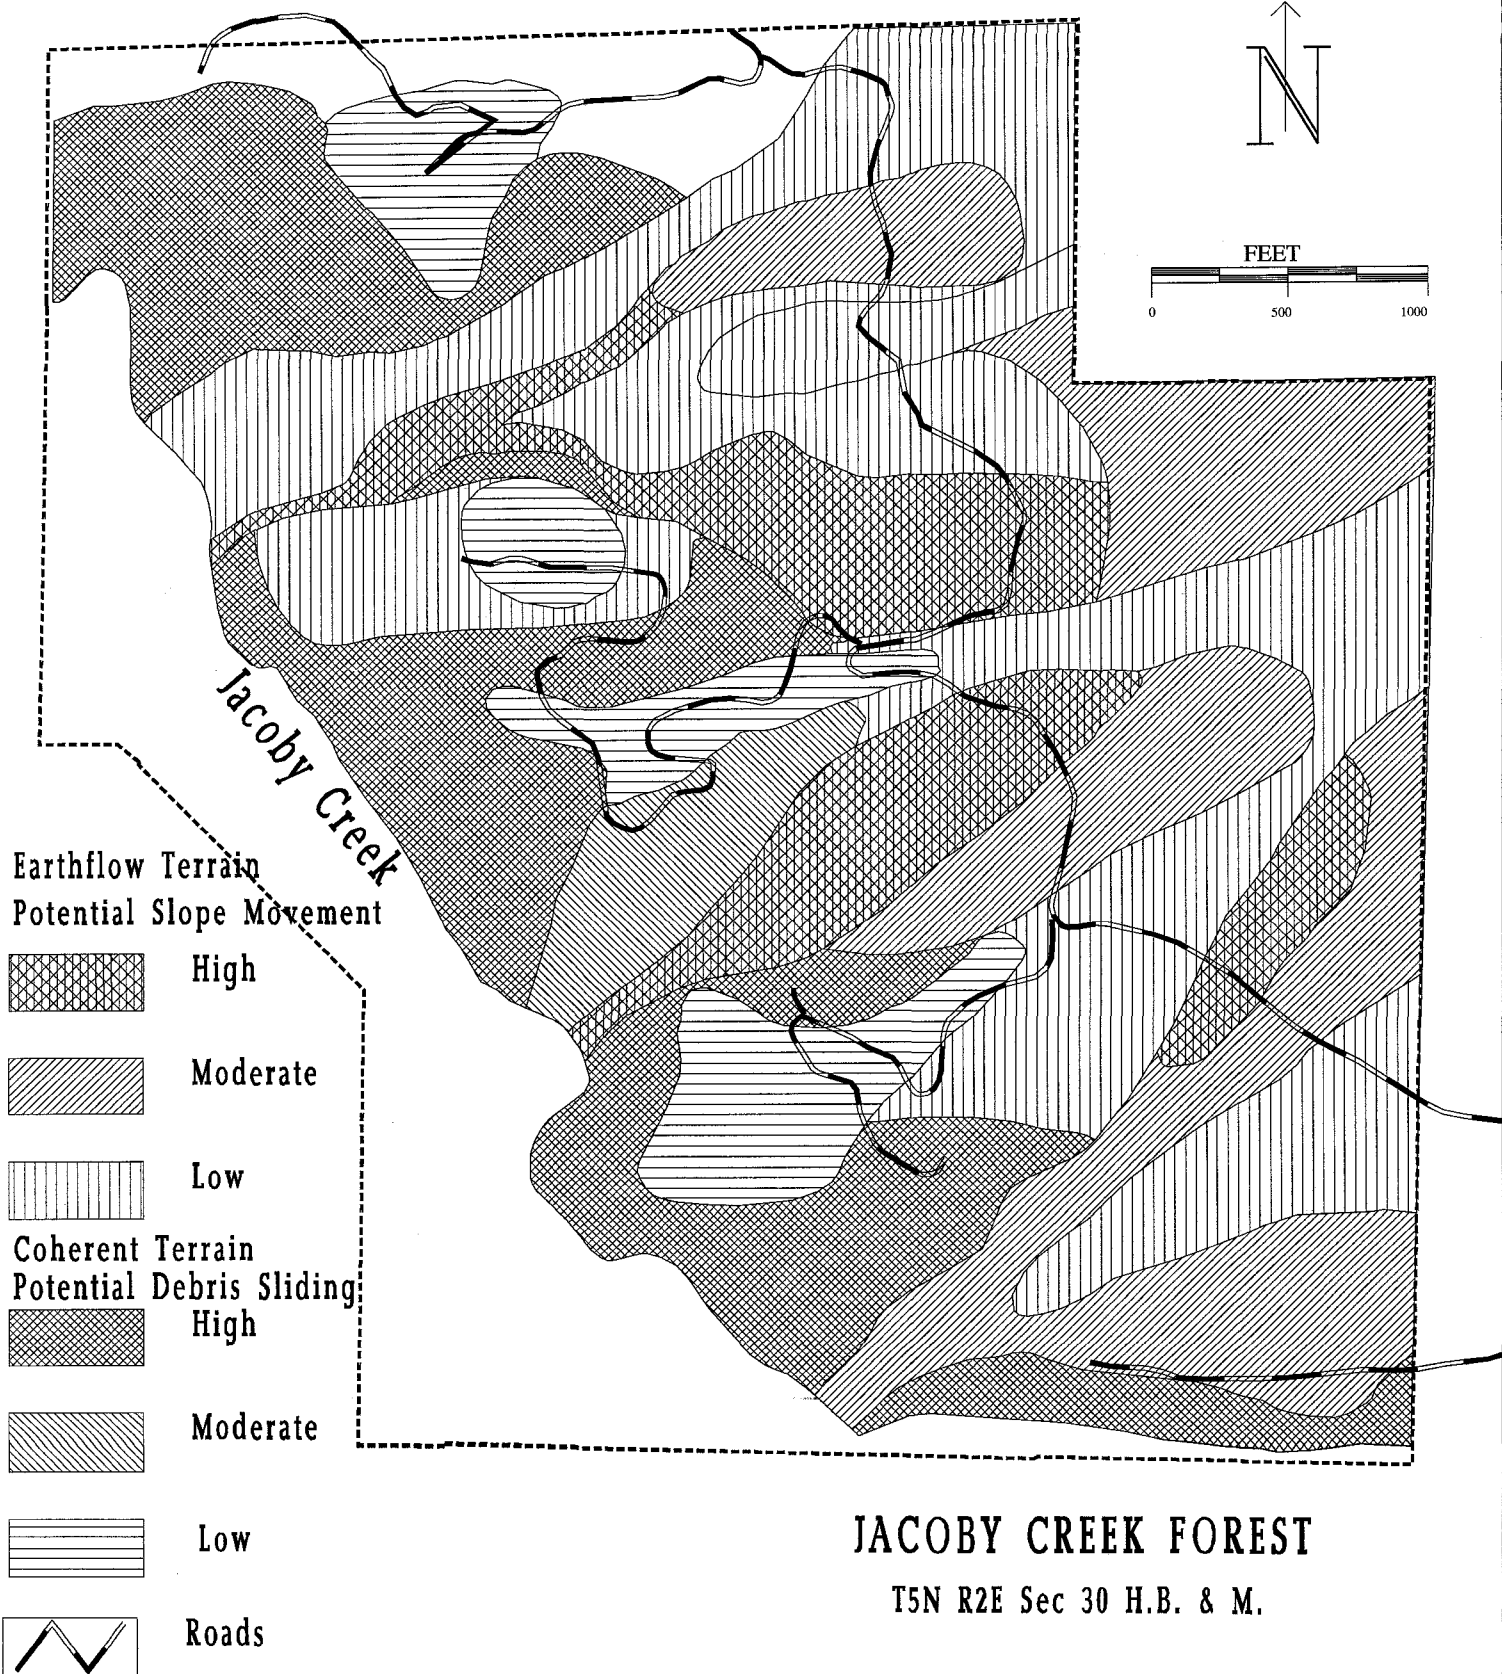 N
FEET
0 500 1000
Jacoby Creek
Earthflow Terrain
Potential Slope Movement
High
Moderate
Low
Coherent Terrain
Potential Debris Sliding
High
Moderate
Low
Roads
JACOBY CREEK FOREST
T5N R2E Sec 30 H.B. & M.